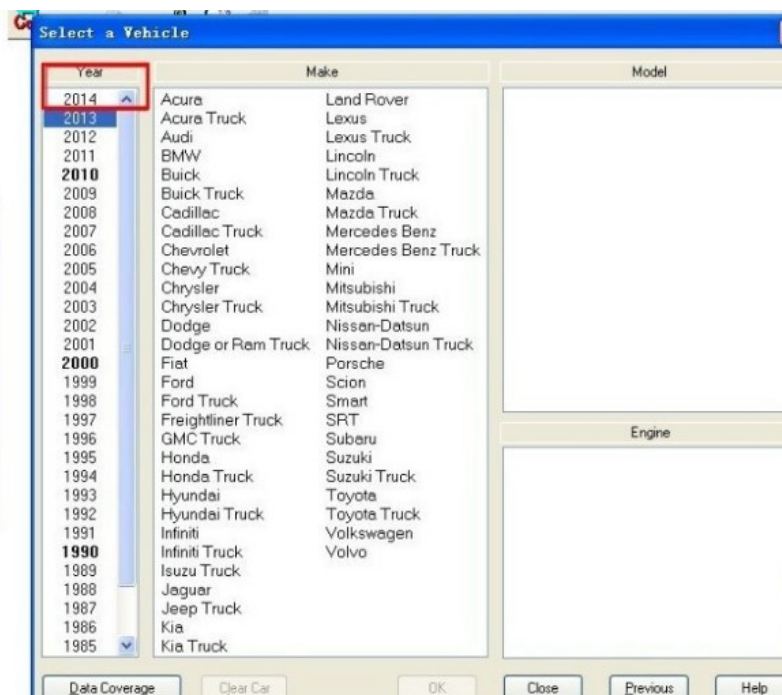 Select a Vehicle
Year
Make
Model
2014
2013
2012
2011
2010
2009
2008
2007
2006
2005
2004
2003
2002
2001
2000
1999
1998
1997
1996
1995
1994
1993
1992
1991
1990
1989
1988
1987
1986
1985
Acura
Acura Truck
Audi
BMW
Buick
Buick Truck
Cadillac
Cadillac Truck
Chevrolet
Chevy Truck
Chrysler
Chrysler Truck
Dodge
Dodge or Ram Truck
Fiat
Ford
Ford Truck
Freightliner Truck
GMC Truck
Honda
Honda Truck
Hyundai
Hyundai Truck
Infiniti
Infiniti Truck
Isuzu Truck
Jaguar
Jeep Truck
Kia
Kia Truck
Land Rover
Lexus
Lexus Truck
Lincoln
Lincoln Truck
Mazda
Mazda Truck
Mercedes Benz
Mercedes Benz Truck
Mini
Mitsubishi
Mitsubishi Truck
Nissan-Datsun
Nissan-Datsun Truck
Porsche
Scion
Smart
SRT
Subaru
Suzuki
Suzuki Truck
Toyota
Toyota Truck
Volkswagen
Volvo
Engine
Data Coverage
Clear Car
OK
Close
Previous
Help